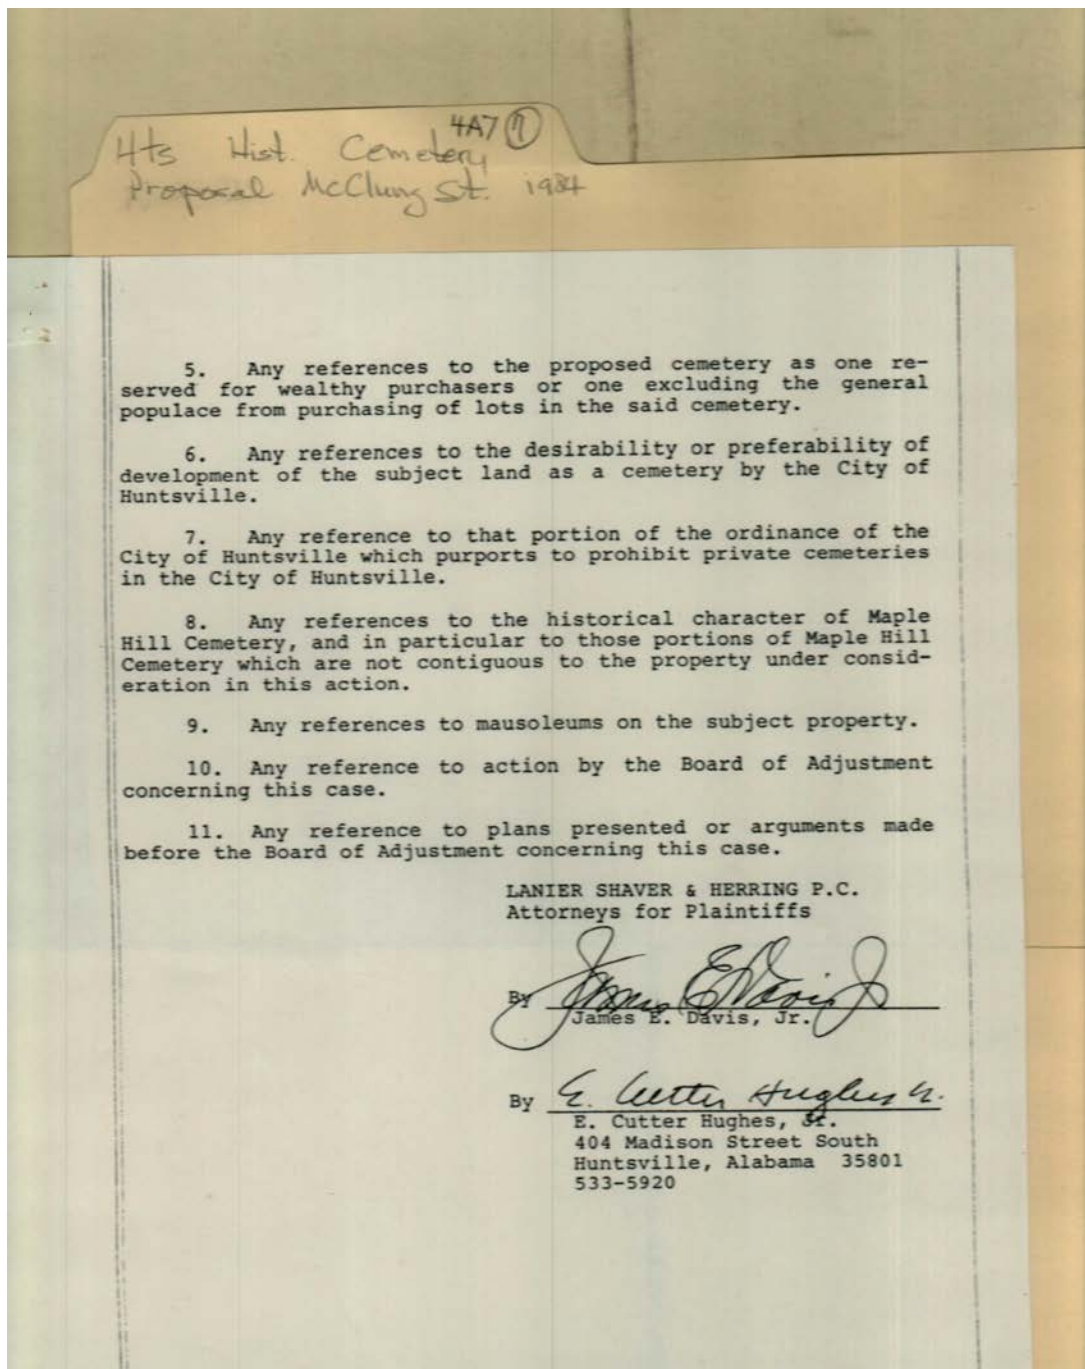 4A7 7
Hts Hist. Cemetery
Proposal McClung St. 1984
5. Any references to the proposed cemetery as one re-
served for wealthy purchasers or one excluding the general
populace from purchasing of lots in the said cemetery.
6. Any references to the desirability or preferability of
development of the subject land as a cemetery by the City of
Huntsville.
7. Any reference to that portion of the ordinance of the
City of Huntsville which purports to prohibit private cemeteries
in the City of Huntsville.
8. Any references to the historical character of Maple
Hill Cemetery, and in particular to those portions of Maple Hill
Cemetery which are not contiguous to the property under consid-
eration in this action.
9. Any references to mausoleums on the subject property.
10. Any reference to action by the Board of Adjustment
concerning this case.
11. Any reference to plans presented or arguments made
before the Board of Adjustment concerning this case.
LANIER SHAVER & HERRING P.C.
Attorneys for Plaintiffs
By James E Davis Jr
James E. Davis, Jr.
By E. Cutter Hughes Jr.
E. Cutter Hughes, Jr.
404 Madison Street South
Huntsville, Alabama 35801
533-5920